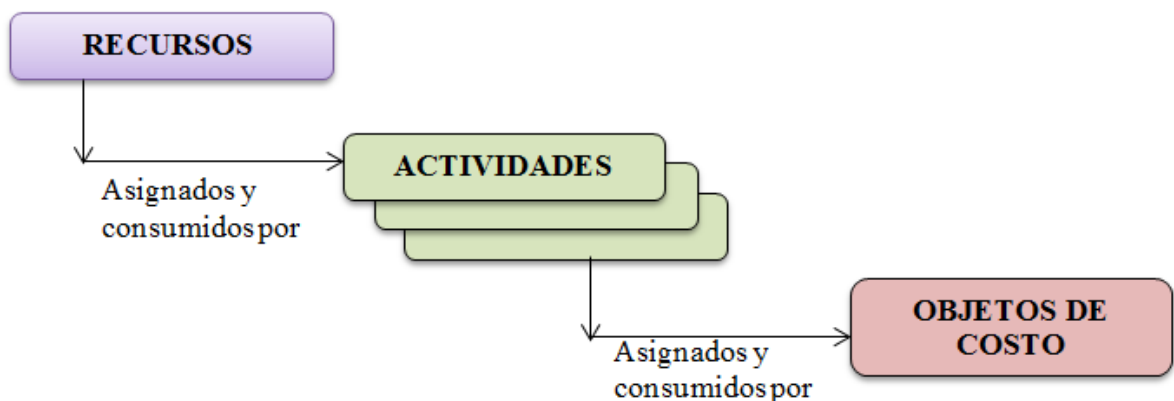 RECURSOS
Asignados y
consumidos por
ACTIVIDADES
Asignados y
consumidos por
OBJETOS DE
COSTO